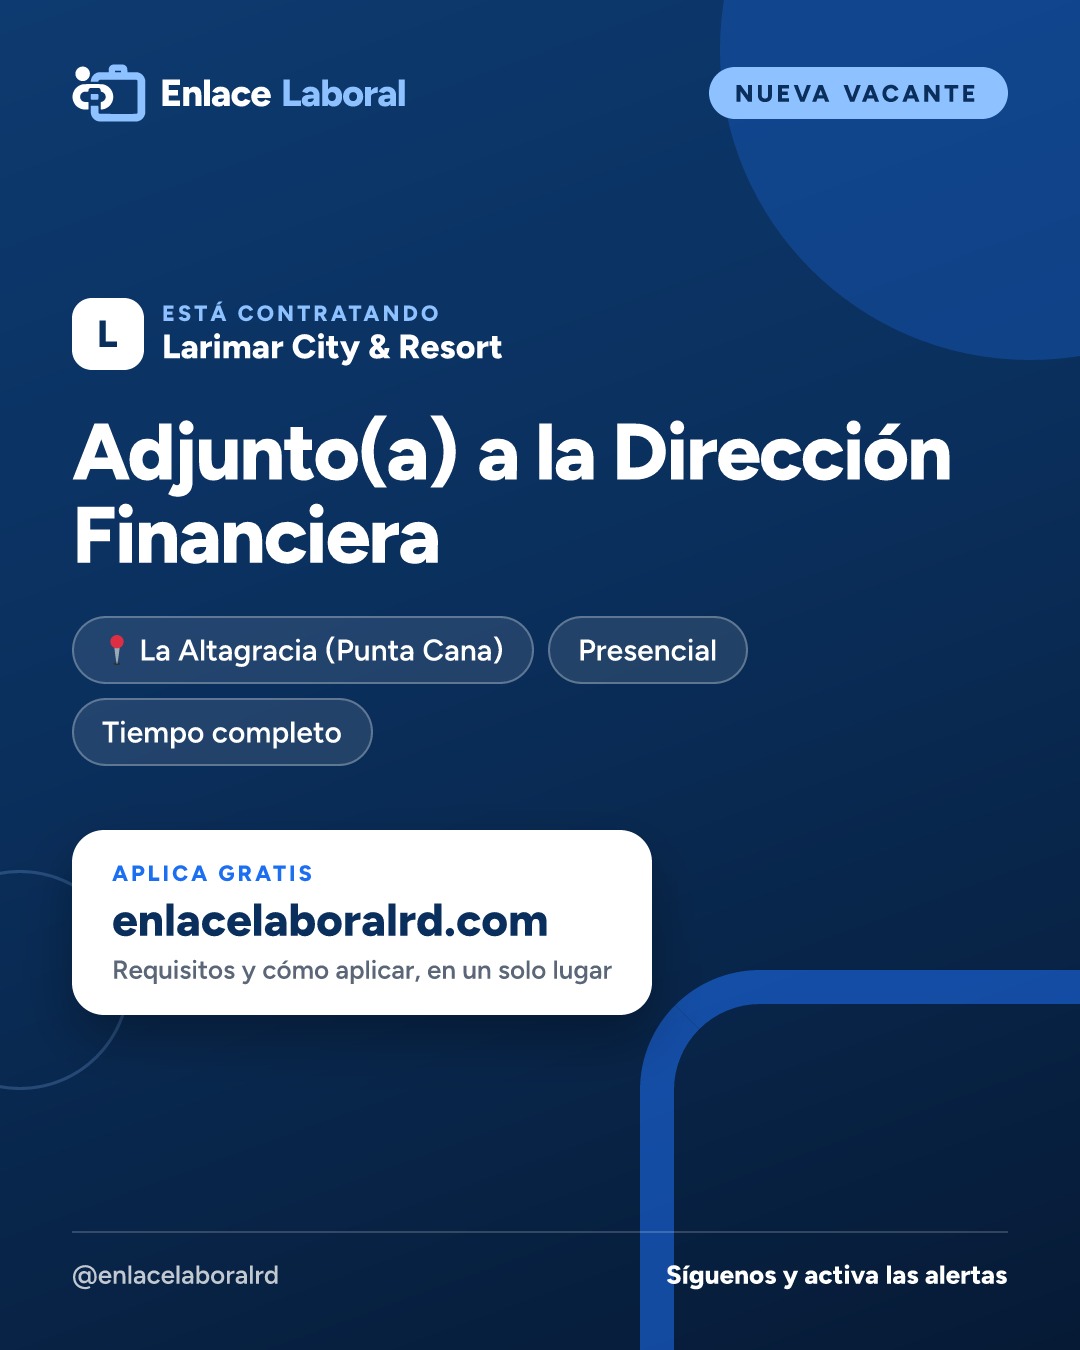 Enlace Laboral
NUEVA VACANTE
L
ESTÁ CONTRATANDO
Larimar City & Resort
Adjunto(a) a la Dirección
Financiera
📍 La Altagracia (Punta Cana)
Presencial
Tiempo completo
APLICA GRATIS
enlacelaboralrd.com
Requisitos y cómo aplicar, en un solo lugar
@enlacelaboralrd
Síguenos y activa las alertas